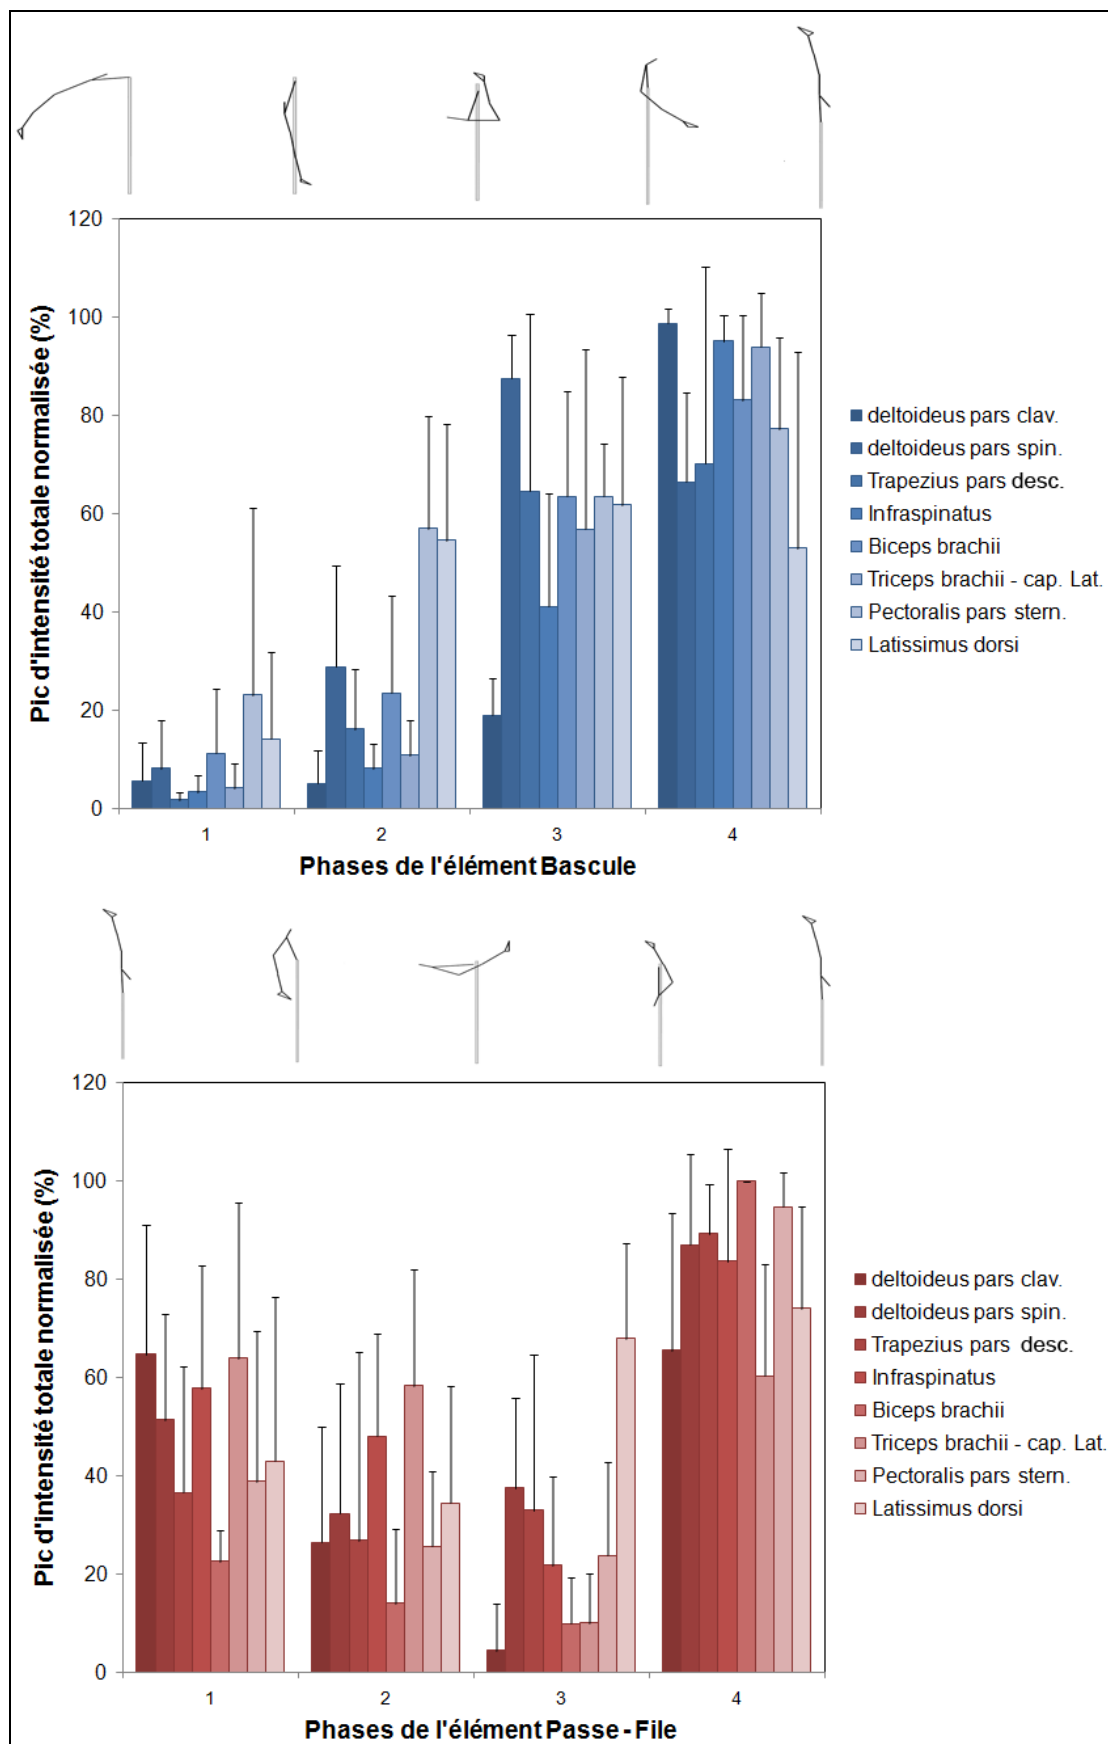 120
100
80
60
40
20
0
Pic d'intensité totale normalisée (%)
1 2 3 4
Phases de l'élément Bascule
deltoideus pars clav.
deltoideus pars spin.
Trapezius pars desc.
Infraspinatus
Biceps brachii
Triceps brachii - cap. Lat.
Pectoralis pars stern.
Latissimus dorsi
120
100
80
60
40
20
0
Pic d'intensité totale normalisée (%)
1 2 3 4
Phases de l'élément Passe - File
deltoideus pars clav.
deltoideus pars spin.
Trapezius pars desc.
Infraspinatus
Biceps brachii
Triceps brachii - cap. Lat.
Pectoralis pars stern.
Latissimus dorsi